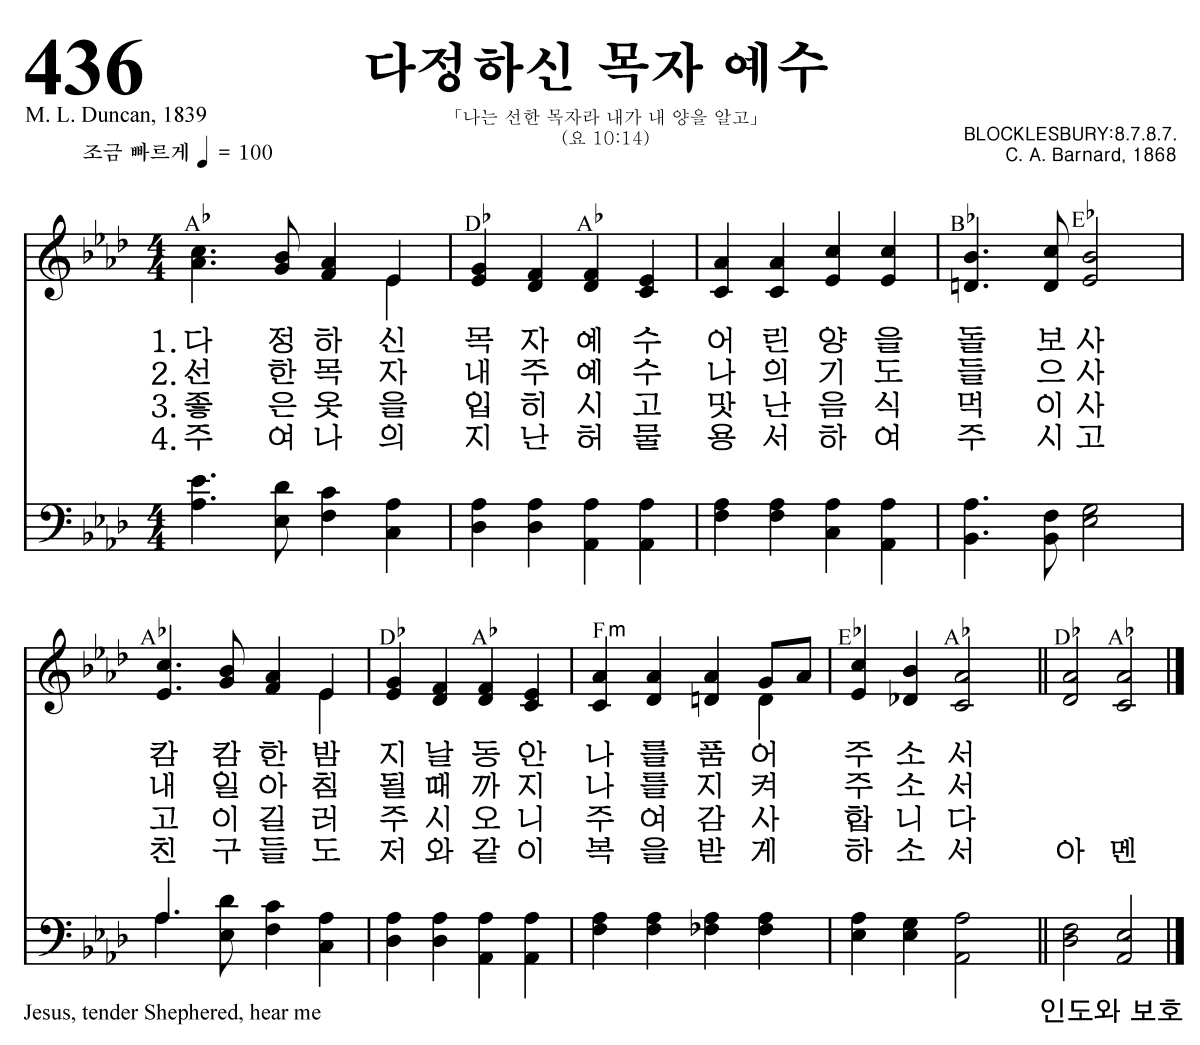 436
다정하신 목자 예수
M. L. Duncan, 1839
「나는 선한 목자라 내가 내 양을 알고」
(요 10:14)
BLOCKLESBURY:8.7.8.7.
조금 빠르게 ♩ = 100
C. A. Barnard, 1868
A♭ D♭ A♭ B♭ E♭
4 4
1. 다 정 하 신 목 자 예 수 어 린 양 을 돌 보 사
2. 선 한 목 자 내 주 예 수 나 의 기 도 들 으 사
3. 좋 은 옷 을 입 히 시 고 맛 난 음 식 먹 이 사
4. 주 여 나 의 지 난 허 물 용 서 하 여 주 시 고
4 4
A♭ D♭ A♭ Fm E♭ A♭ D♭ A♭
캄 캄 한 밤 지 날 동 안 나 를 품 어 주 소 서
내 일 아 침 될 때 까 지 나 를 지 켜 주 소 서
고 이 길 러 주 시 오 니 주 여 감 사 합 니 다
친 구 들 도 저 와 같 이 복 을 받 게 하 소 서 아 멘
Jesus, tender Shephered, hear me
인도와 보호